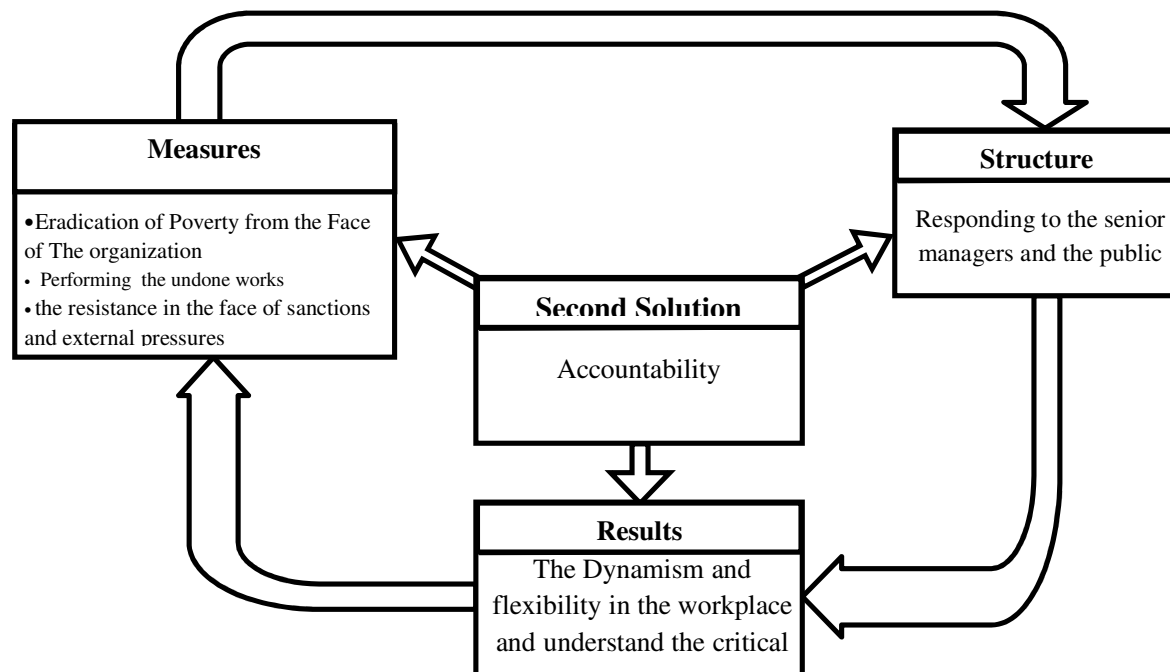 Measures
•Eradication of Poverty from the Face
of The organization
• Performing the undone works
• the resistance in the face of sanctions
and external pressures
Structure
Responding to the senior
managers and the public
Second Solution
Accountability
Results
The Dynamism and
flexibility in the workplace
and understand the critical